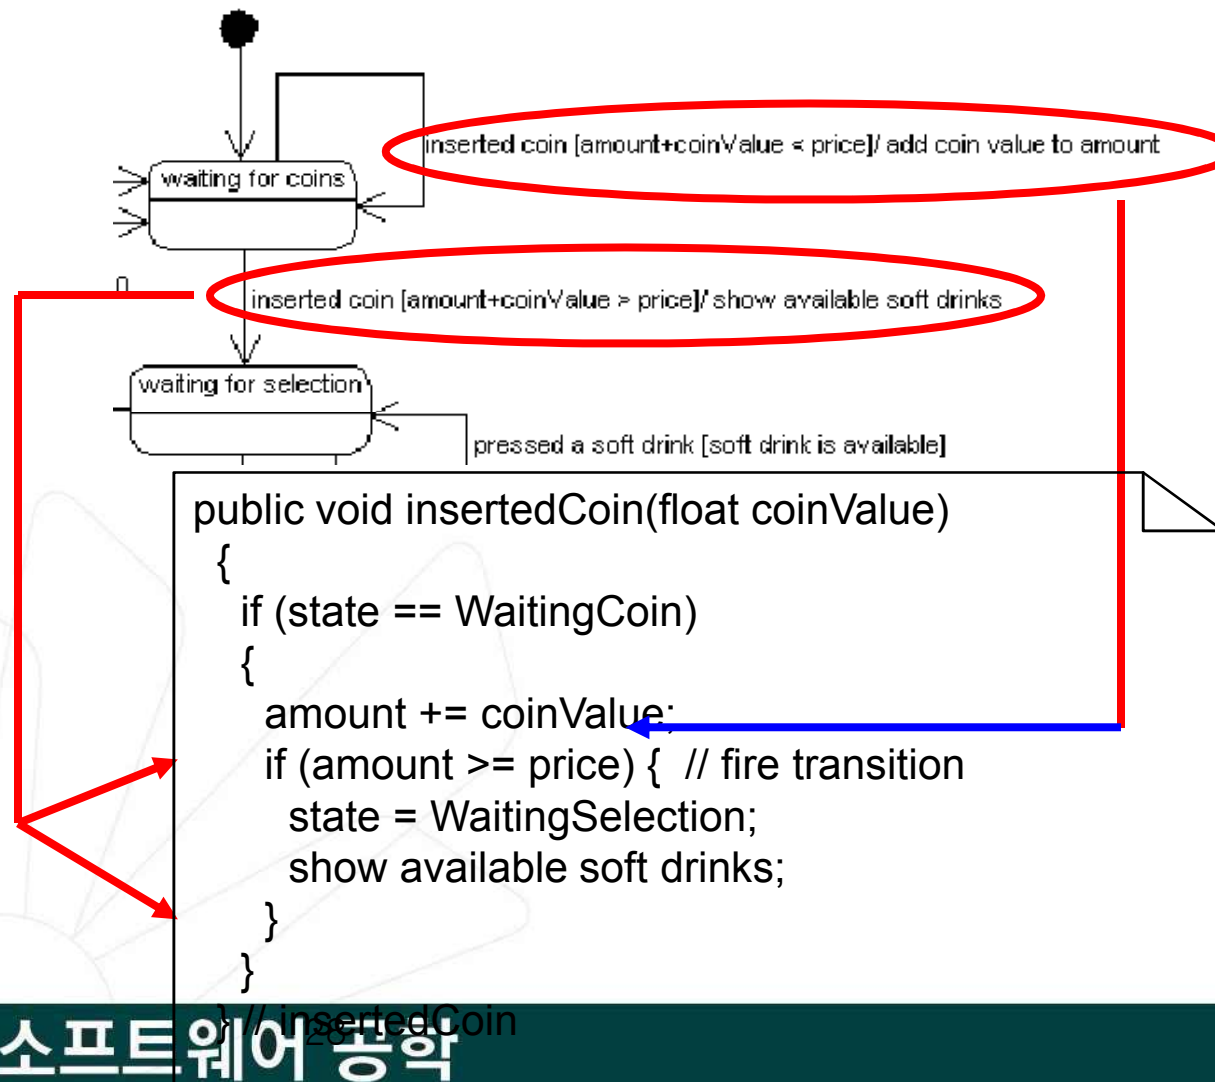 inserted coin [amount+coinValue < price]/ add coin value to amount
waiting for coins
inserted coin [amount+coinValue > price]/ show available soft drinks
waiting for selection
pressed a soft drink [soft drink is available]
public void insertedCoin(float coinValue)
{
if (state == WaitingCoin)
{
amount += coinValue;
if (amount >= price) { // fire transition
state = WaitingSelection;
show available soft drinks;
}
}
} // insertedCoin
28
소프트웨어 공학